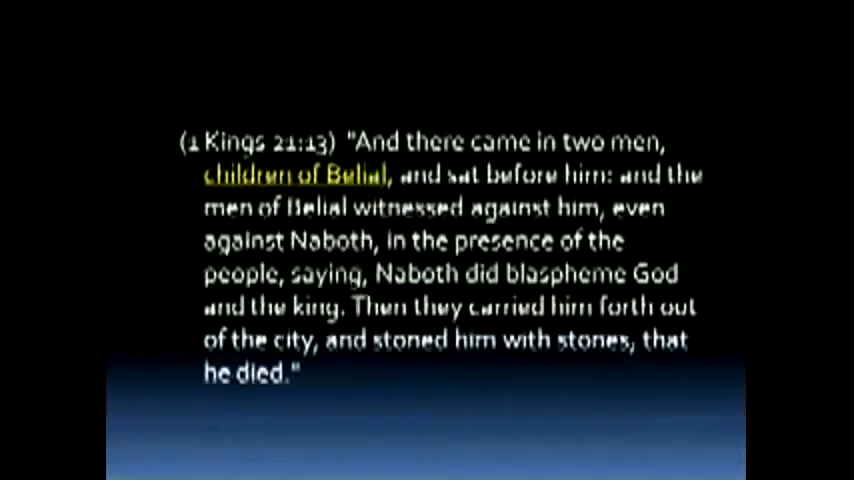 (1 Kings 21:13) "And there came in two men,
children of Belial, and sat before him: and the
men of Belial witnessed against him, even
against Naboth, in the presence of the
people, saying, Naboth did blaspheme God
and the king. Then they carried him forth out
of the city, and stoned him with stones, that
he died."